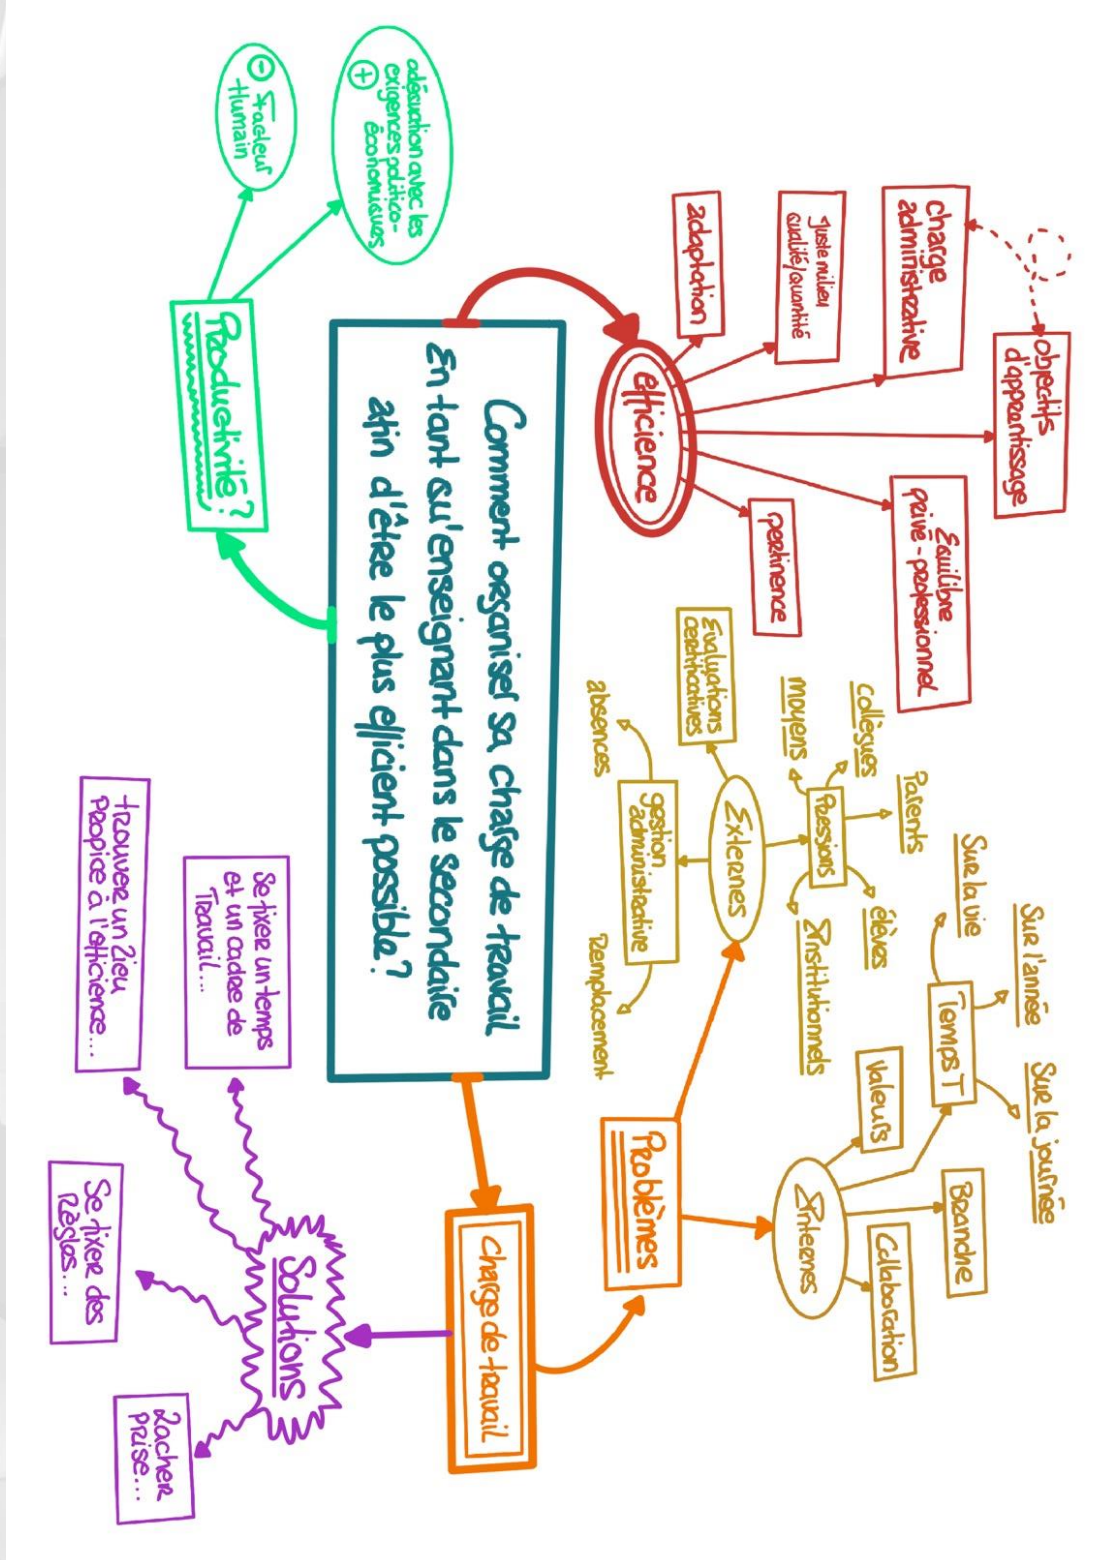 Comment organiser sa charge de travail
En tant qu'enseignant dans le secondaire
afin d'être le plus efficient possible?
efficience
adaptation
Juste milieu
qualité/quantité
charge
administrative
objectifs
d'apprentissage
Équilibre
privé-professionnel
pertinence
Productivité?
adéquation avec les
exigences politico-
économiques
+
- Facteur
Humain
Charge de travail
Problèmes
Externes
Evaluations
certificatives
gestion
administrative
absences
Remplacement
Pressions
moyens
collègues
Parents
élèves
Institutionnels
Internes
Valeurs
Temps T
Sur la vie
Sur l'année
Sur la journée
Branche
Collaboration
Solutions
Se fixer un temps
et un cadre de
Travail...
trouver un lieu
propice à l'efficience...
Se fixer des
Règles...
Lacher
prise...